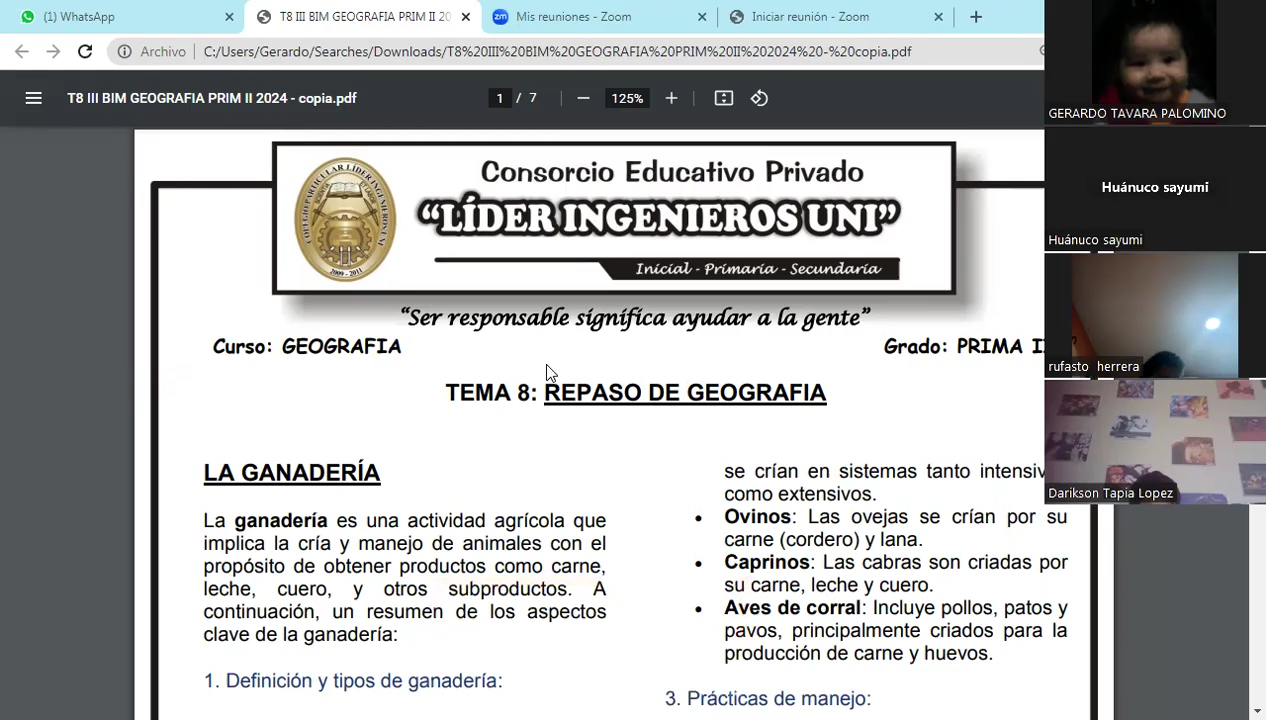 (1) WhatsApp
T8 III BIM GEOGRAFIA PRIM II 20
Mis reuniones - Zoom
Iniciar reunión - Zoom
Archivo
C:/Users/Gerardo/Searches/Downloads/T8%20III%20BIM%20GEOGRAFIA%20PRIM%20II%202024%20-%20copia.pdf
T8 III BIM GEOGRAFIA PRIM II 2024 - copia.pdf
1 / 7
125%
GERARDO TAVARA PALOMINO
Huánuco sayumi
Huánuco sayumi
rufasto herrera
Darikson Tapia Lopez
Consorcio Educativo Privado
“LÍDER INGENIEROS UNI”
Inicial - Primaria - Secundaria
COLEGIO PARTICULAR LÍDER INGENIEROS UNI
2009 - 2011
“Ser responsable significa ayudar a la gente”
Curso: GEOGRAFIA
Grado: PRIMA II
TEMA 8: REPASO DE GEOGRAFIA
LA GANADERÍA
La ganadería es una actividad agrícola que
implica la cría y manejo de animales con el
propósito de obtener productos como carne,
leche, cuero, y otros subproductos. A
continuación, un resumen de los aspectos
clave de la ganadería:
1. Definición y tipos de ganadería:
se crían en sistemas tanto intensiv
como extensivos.
• Ovinos: Las ovejas se crían por su
carne (cordero) y lana.
• Caprinos: Las cabras son criadas por
su carne, leche y cuero.
• Aves de corral: Incluye pollos, patos y
pavos, principalmente criados para la
producción de carne y huevos.
3. Prácticas de manejo: